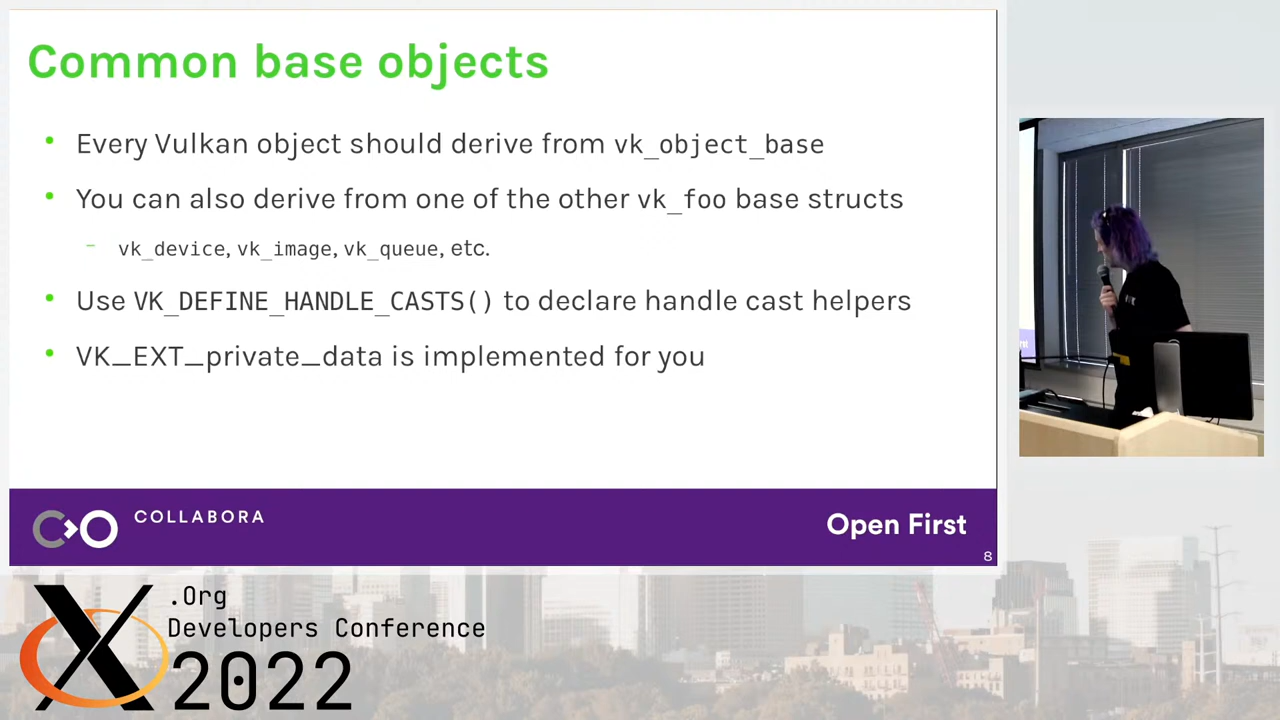 Common base objects
• Every Vulkan object should derive from vk_object_base
• You can also derive from one of the other vk_foo base structs
– vk_device, vk_image, vk_queue, etc.
• Use VK_DEFINE_HANDLE_CASTS() to declare handle cast helpers
• VK_EXT_private_data is implemented for you
COLLABORA
Open First
8
X.Org
Developers Conference
2022